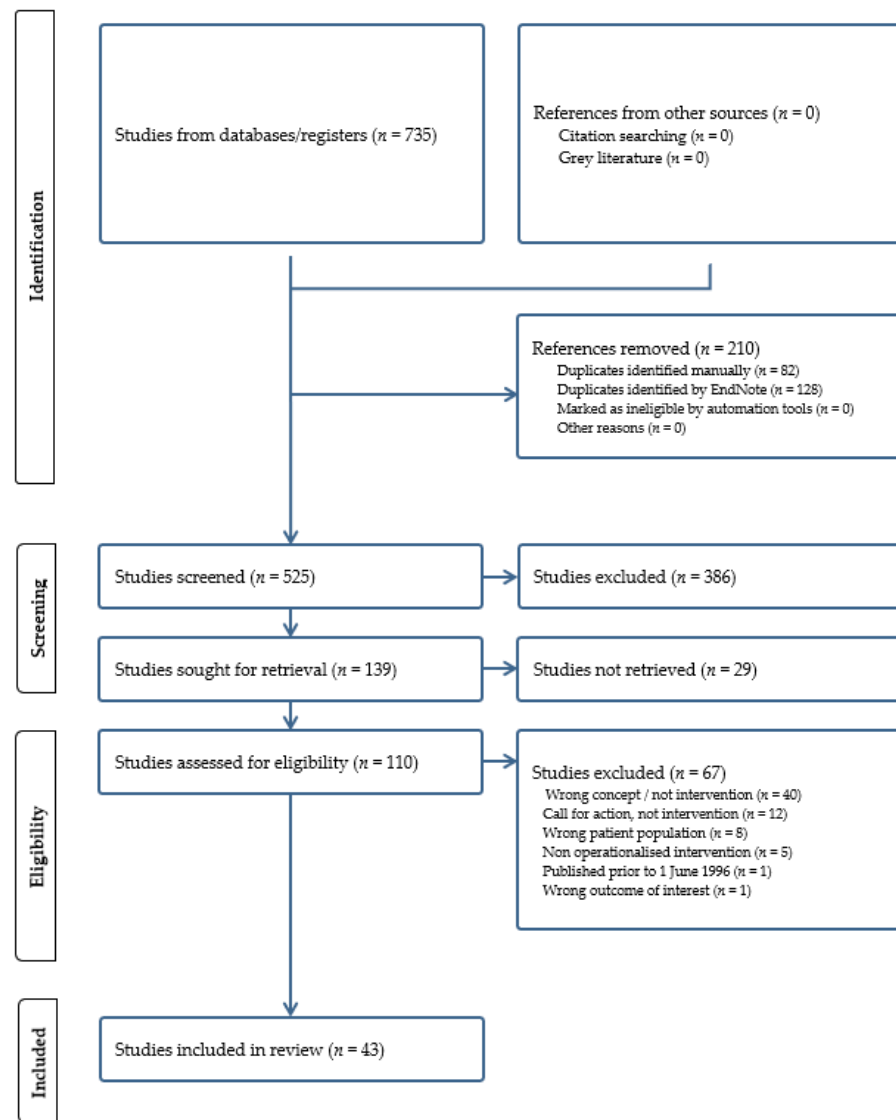 Identification
Studies from databases/registers (n = 735)
References from other sources (n = 0)
Citation searching (n = 0)
Grey literature (n = 0)
References removed (n = 210)
Duplicates identified manually (n = 82)
Duplicates identified by EndNote (n = 128)
Marked as ineligible by automation tools (n = 0)
Other reasons (n = 0)
Screening
Studies screened (n = 525)
Studies excluded (n = 386)
Studies sought for retrieval (n = 139)
Studies not retrieved (n = 29)
Eligibility
Studies assessed for eligibility (n = 110)
Studies excluded (n = 67)
Wrong concept / not intervention (n = 40)
Call for action, not intervention (n = 12)
Wrong patient population (n = 8)
Non operationalised intervention (n = 5)
Published prior to 1 June 1996 (n = 1)
Wrong outcome of interest (n = 1)
Included
Studies included in review (n = 43)